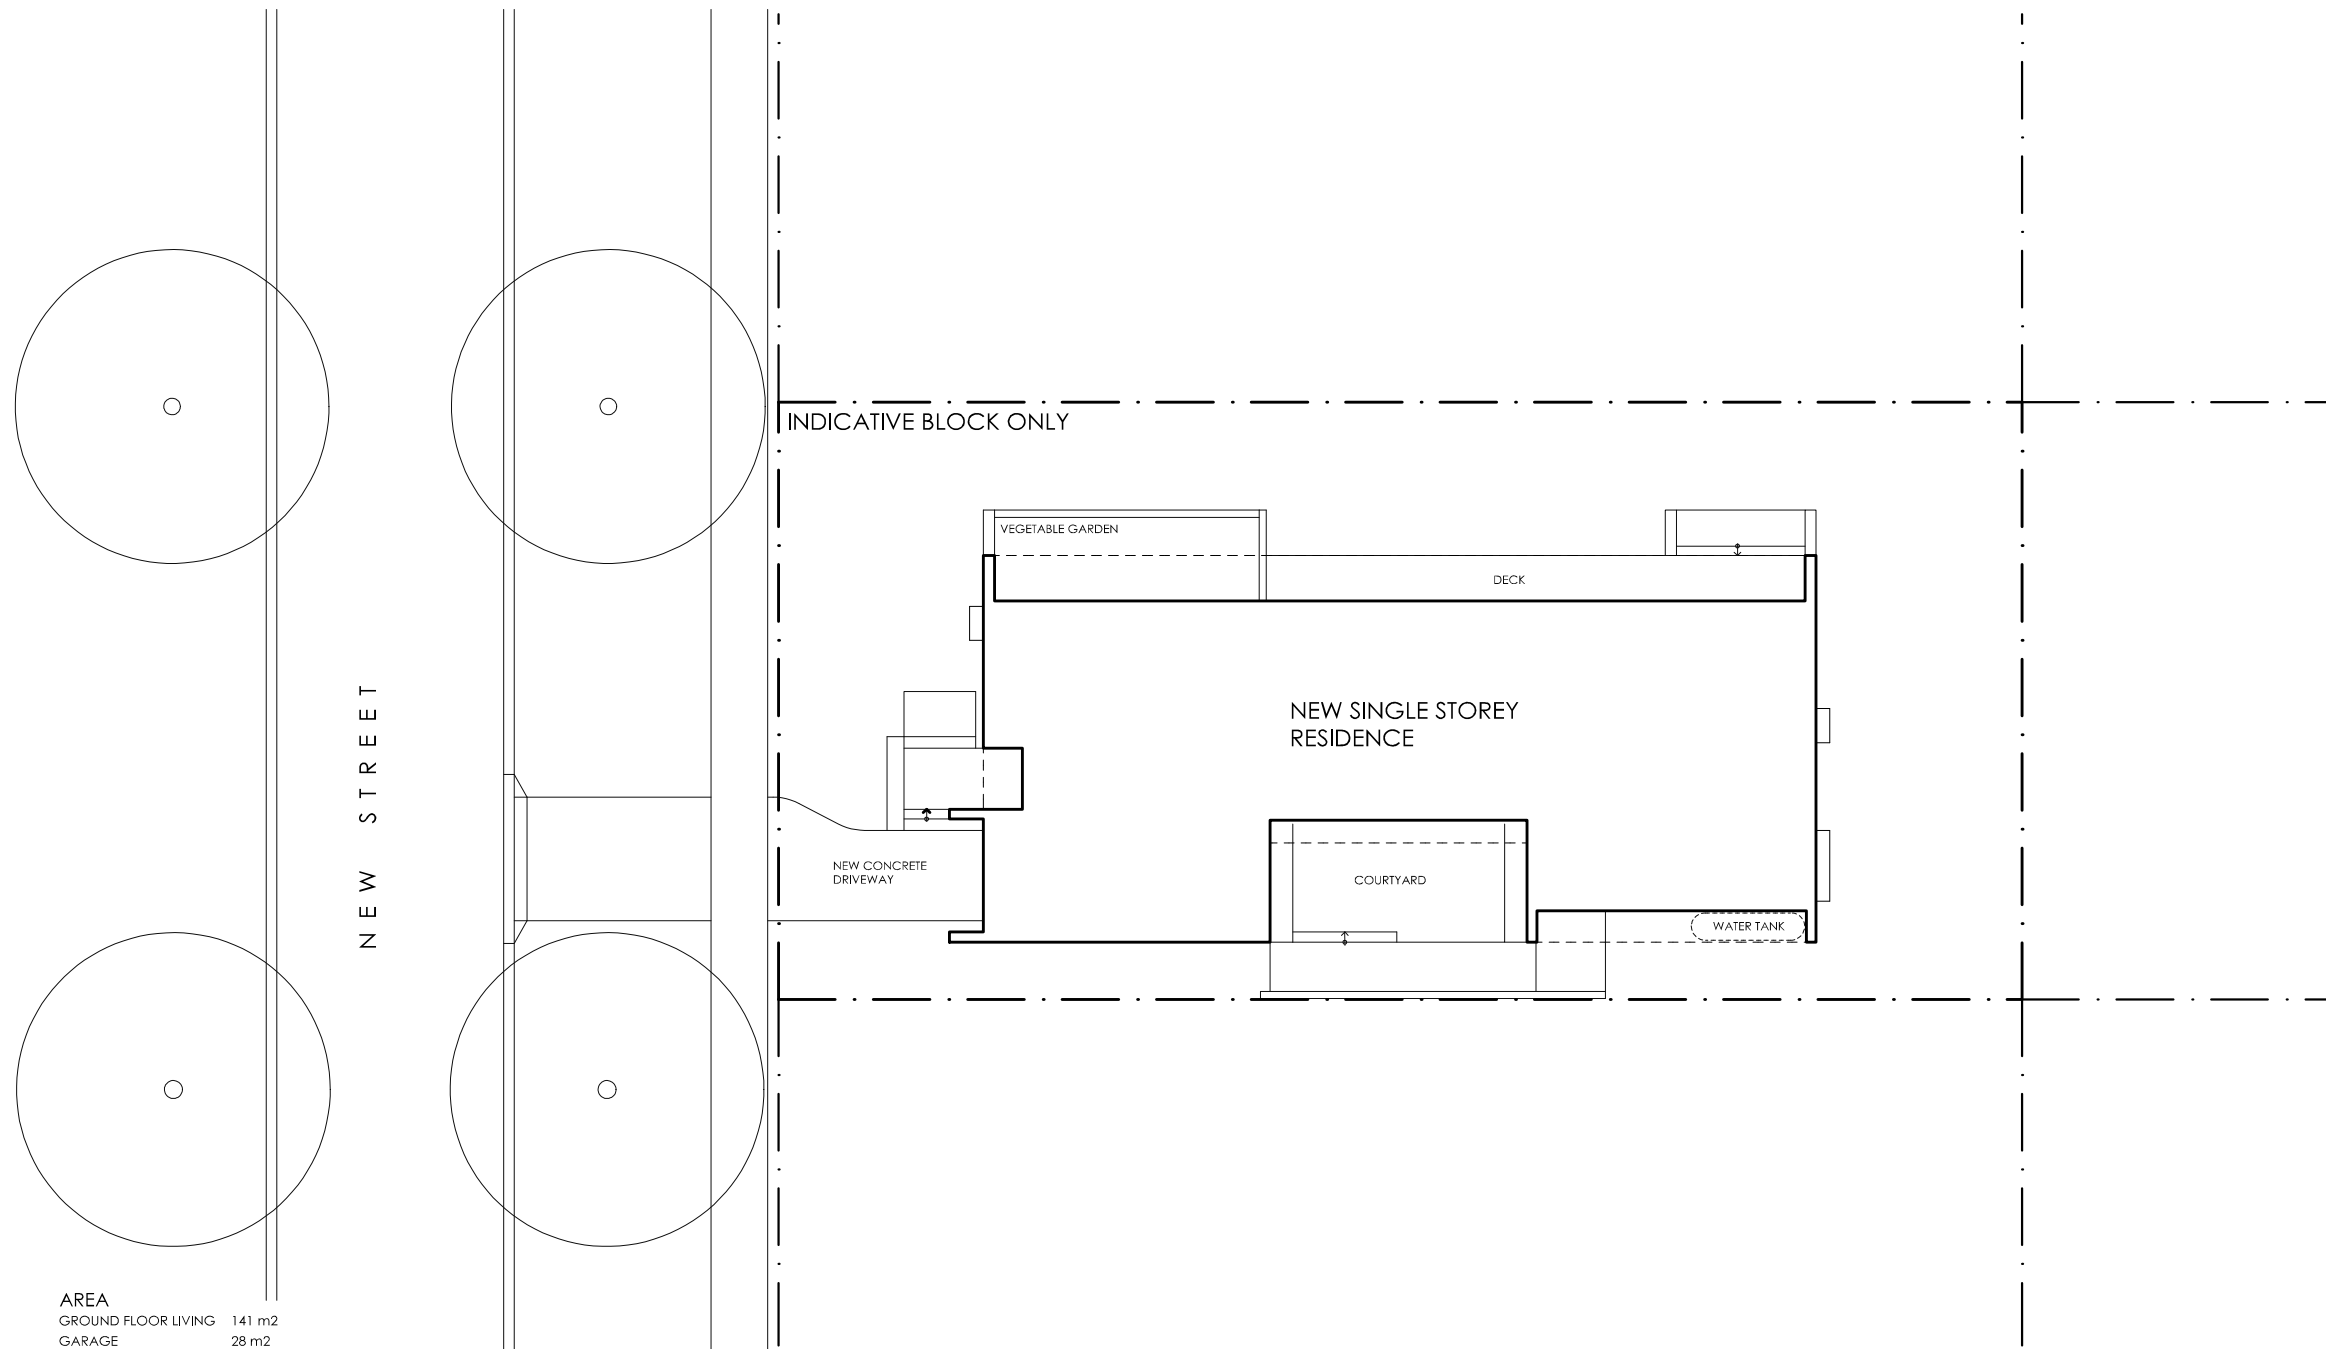 INDICATIVE BLOCK ONLY
VEGETABLE GARDEN
DECK
NEW STREET
NEW SINGLE STOREY
RESIDENCE
NEW CONCRETE
DRIVEWAY
COURTYARD
WATER TANK
AREA
GROUND FLOOR LIVING 141 m2
GARAGE 28 m2